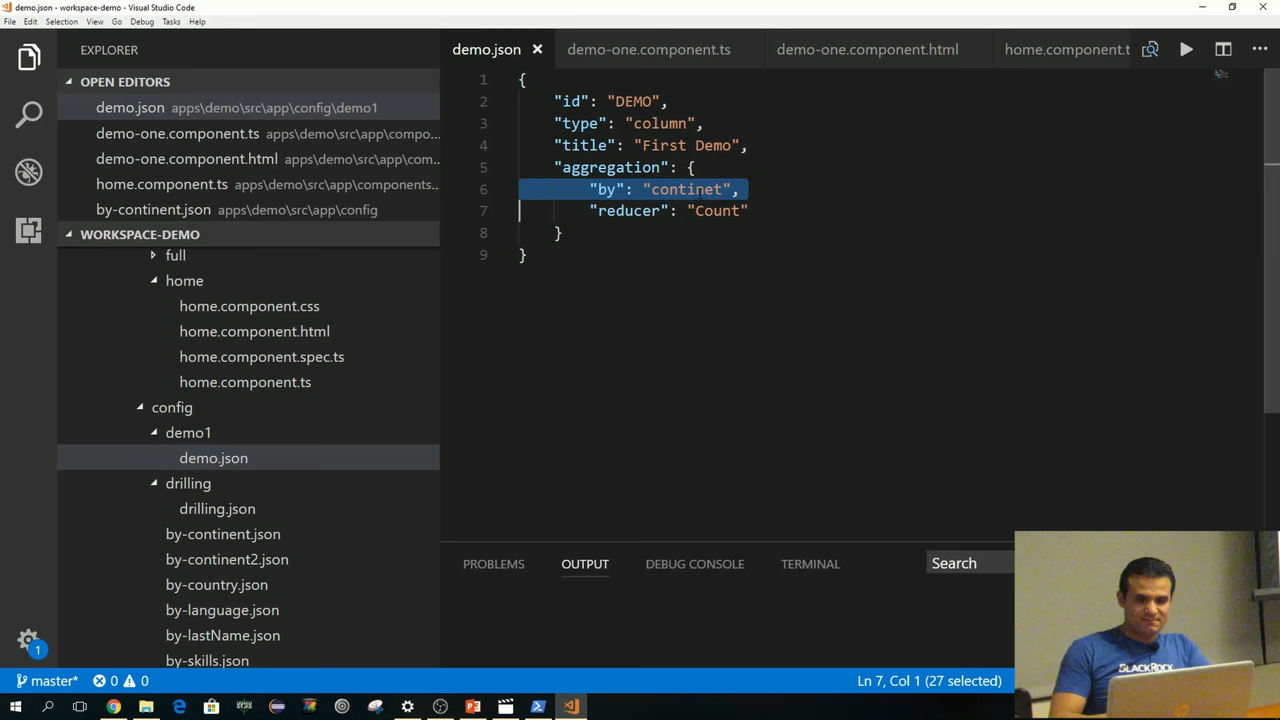 demo.json - workspace-demo - Visual Studio Code
File Edit Selection View Go Debug Tasks Help
EXPLORER
OPEN EDITORS
demo.json apps\demo\src\app\config\demo1
demo-one.component.ts apps\demo\src\app\compo...
demo-one.component.html apps\demo\src\app\com...
home.component.ts apps\demo\src\app\components...
by-continent.json apps\demo\src\app\config
WORKSPACE-DEMO
full
home
home.component.css
home.component.html
home.component.spec.ts
home.component.ts
config
demo1
demo.json
drilling
drilling.json
by-continent.json
by-continent2.json
by-country.json
by-language.json
by-lastName.json
by-skills.json
1
demo.json demo-one.component.ts demo-one.component.html home.component.t
1 {
2 "id": "DEMO",
3 "type": "column",
4 "title": "First Demo",
5 "aggregation": {
6 "by": "continet",
7 "reducer": "Count"
8 }
9 }
PROBLEMS OUTPUT DEBUG CONSOLE TERMINAL Search
BLACKROCK
master* 0 0 Ln 7, Col 1 (27 selected)